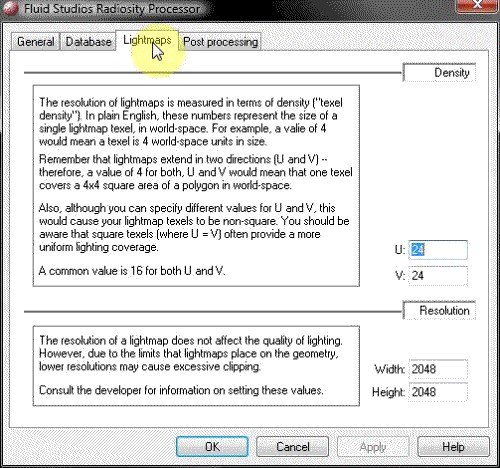 Fluid Studios Radiosity Processor
General Database Lightmaps Post processing
Density
The resolution of lightmaps is measured in terms of density ("texel
density"). In plain English, these numbers represent the size of a
single lightmap texel, in world-space. For example, a valie of 4
would mean a texel is 4 world-space units in size.
Remember that lightmaps extend in two directions (U and V) --
therefore, a value of 4 for both, U and V would mean that one texel
covers a 4x4 square area of a polygon in world-space.
Also, although you can specify different values for U and V, this
would cause your lightmap texels to be non-square. You should be
aware that square texels (where U = V) often provide a more
uniform lighting coverage.
A common value is 16 for both U and V.
U: 24
V: 24
Resolution
The resolution of a lightmap does not affect the quality of lighting.
However, due to the limits that lightmaps place on the geometry,
lower resolutions may cause excessive clipping.
Consult the developer for information on setting these values.
Width: 2048
Height: 2048
OK Cancel Apply Help